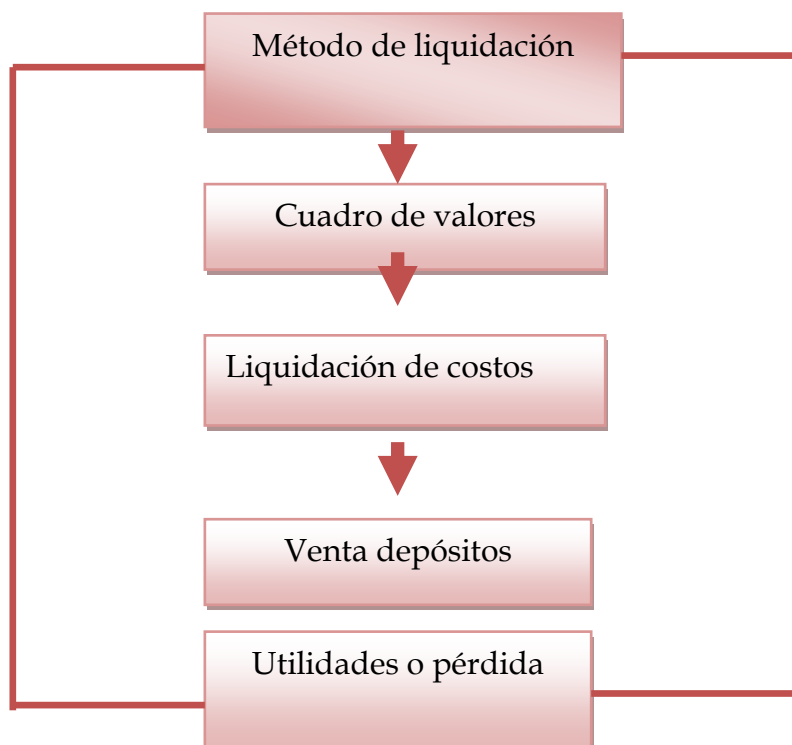 Método de liquidación
Cuadro de valores
Liquidación de costos
Venta depósitos
Utilidades o pérdida